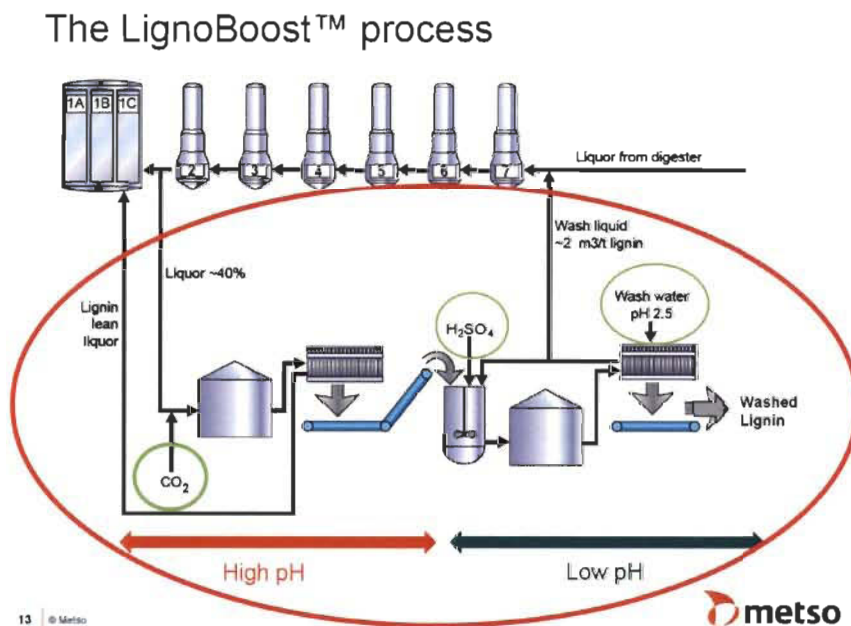 The LignoBoost™ process
1A 1B 1C
2 3 4 5 6 7
Liquor from digester
Wash liquid
~2 m3/t lignin
Liquor ~40%
Lignin
lean
liquor
H₂SO₄
Wash water
pH 2.5
Washed
Lignin
CO₂
High pH
Low pH
13 | © Metso
metso